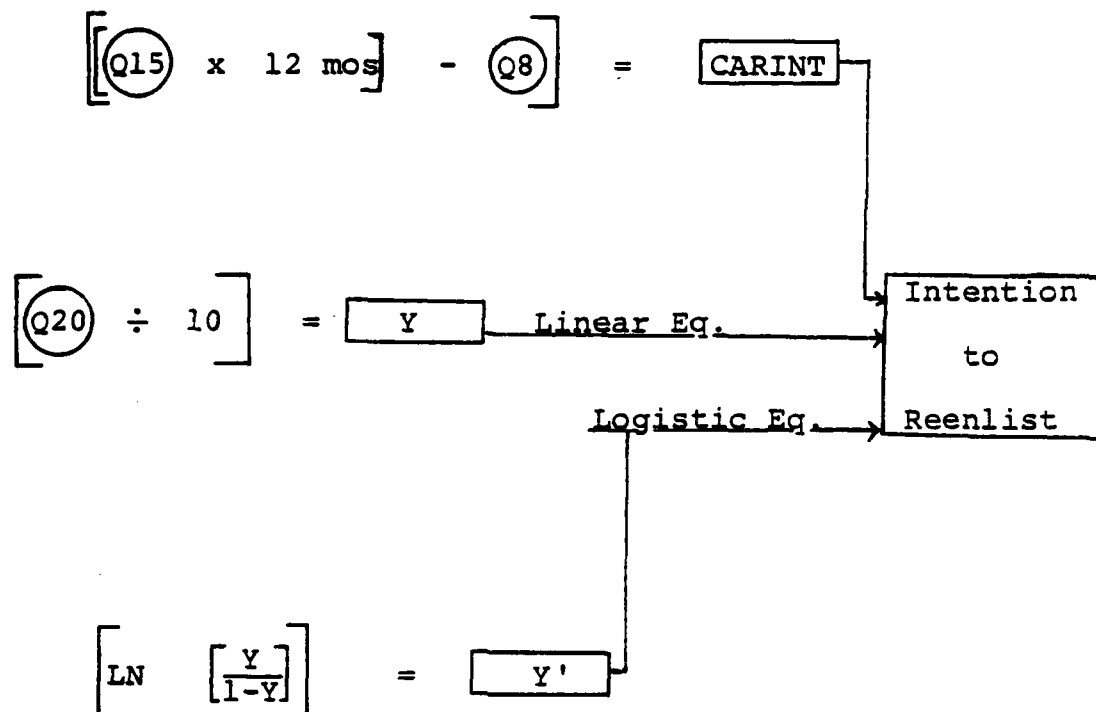 [[Q15 x 12 mos] - Q8] = CARINT
[Q20 ÷ 10] = Y Linear Eq.
Intention
to
Reenlist
Logistic Eq.
[LN [Y/1-Y]] = Y'